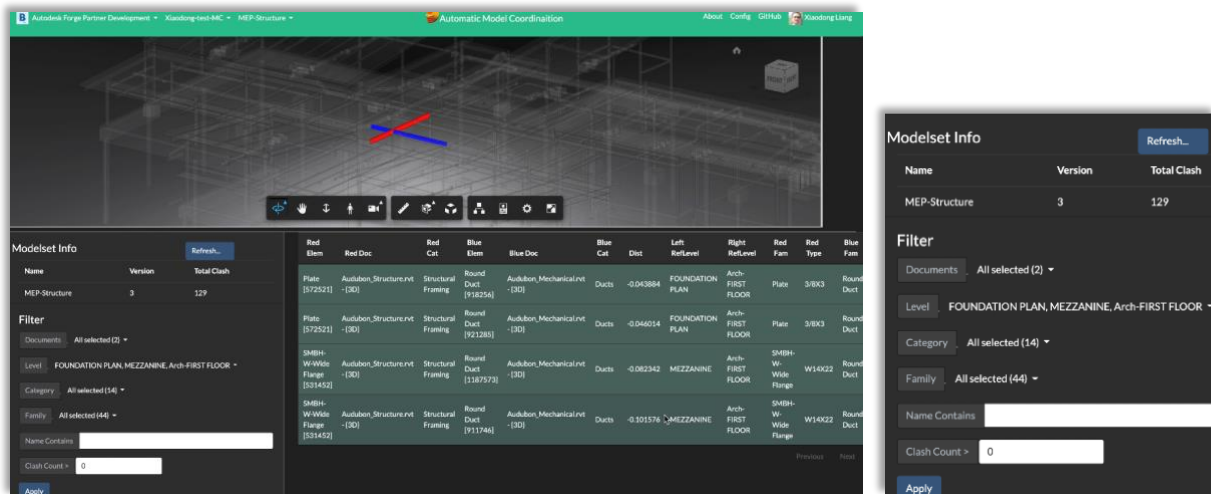 B Autodesk Forge Partner Development Xiaodong-test-MC MEP-Structure Automatic Model Coordinaition About Config GitHub Xiaodong Liang
FRONT
Modelset Info Refresh...
Name Version Total Clash
MEP-Structure 3 129
Filter
Documents All selected (2)
Level FOUNDATION PLAN, MEZZANINE, Arch-FIRST FLOOR
Category All selected (14)
Family All selected (44)
Name Contains
Clash Count > 0
Apply
Red Elem Red Doc Red Cat Blue Elem Blue Doc Blue Cat Dist Left RefLevel Right RefLevel Red Fam Red Type Blue Fam
Plate [572521] Audubon_Structure.rvt - {3D} Structural Framing Round Duct [918256] Audubon_Mechanical.rvt - {3D} Ducts -0.043884 FOUNDATION PLAN Arch-FIRST FLOOR Plate 3/8X3 Round Duct
Plate [572521] Audubon_Structure.rvt - {3D} Structural Framing Round Duct [921285] Audubon_Mechanical.rvt - {3D} Ducts -0.046014 FOUNDATION PLAN Arch-FIRST FLOOR Plate 3/8X3 Round Duct
SMBH-W-Wide Flange [531452] Audubon_Structure.rvt - {3D} Structural Framing Round Duct [1187573] Audubon_Mechanical.rvt - {3D} Ducts -0.082342 MEZZANINE Arch-FIRST FLOOR SMBH-W-Wide Flange W14X22 Round Duct
SMBH-W-Wide Flange [531452] Audubon_Structure.rvt - {3D} Structural Framing Round Duct [911746] Audubon_Mechanical.rvt - {3D} Ducts -0.101576 MEZZANINE Arch-FIRST FLOOR SMBH-W-Wide Flange W14X22 Round Duct
Previous Next
Modelset Info Refresh...
Name Version Total Clash
MEP-Structure 3 129
Filter
Documents All selected (2)
Level FOUNDATION PLAN, MEZZANINE, Arch-FIRST FLOOR
Category All selected (14)
Family All selected (44)
Name Contains
Clash Count > 0
Apply